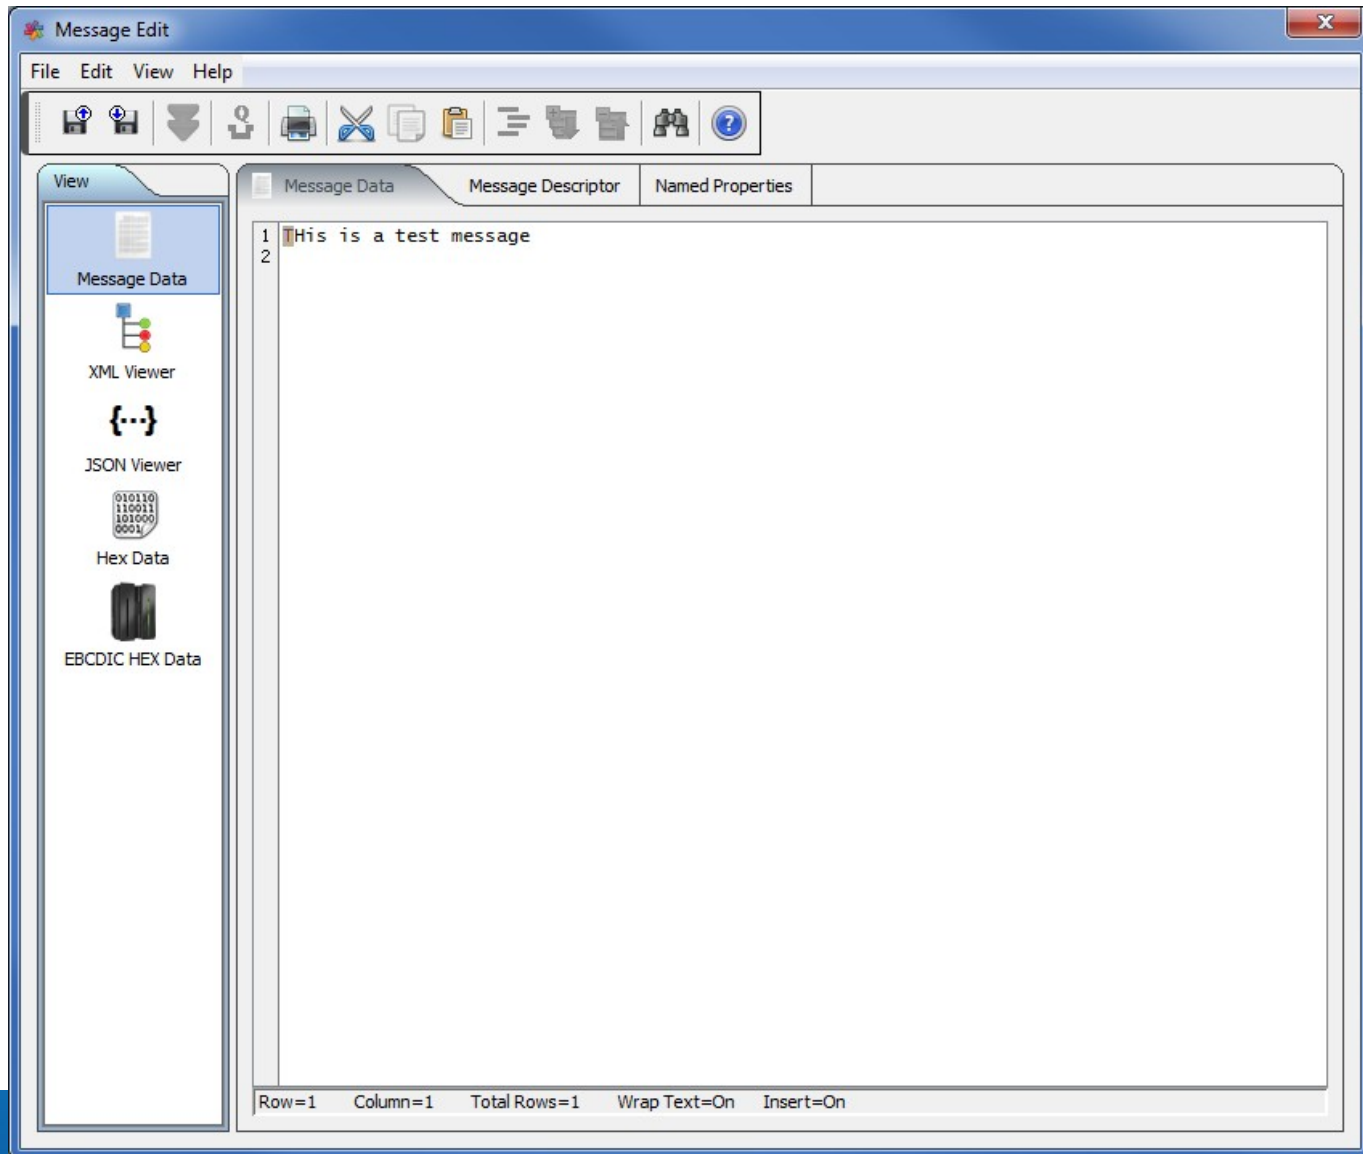 Message Edit
File Edit View Help
View
Message Data Message Descriptor Named Properties
Message Data
XML Viewer
{···}
JSON Viewer
010110
110011
101000
0001
Hex Data
EBCDIC HEX Data
1 THis is a test message
2
Row=1 Column=1 Total Rows=1 Wrap Text=On Insert=On